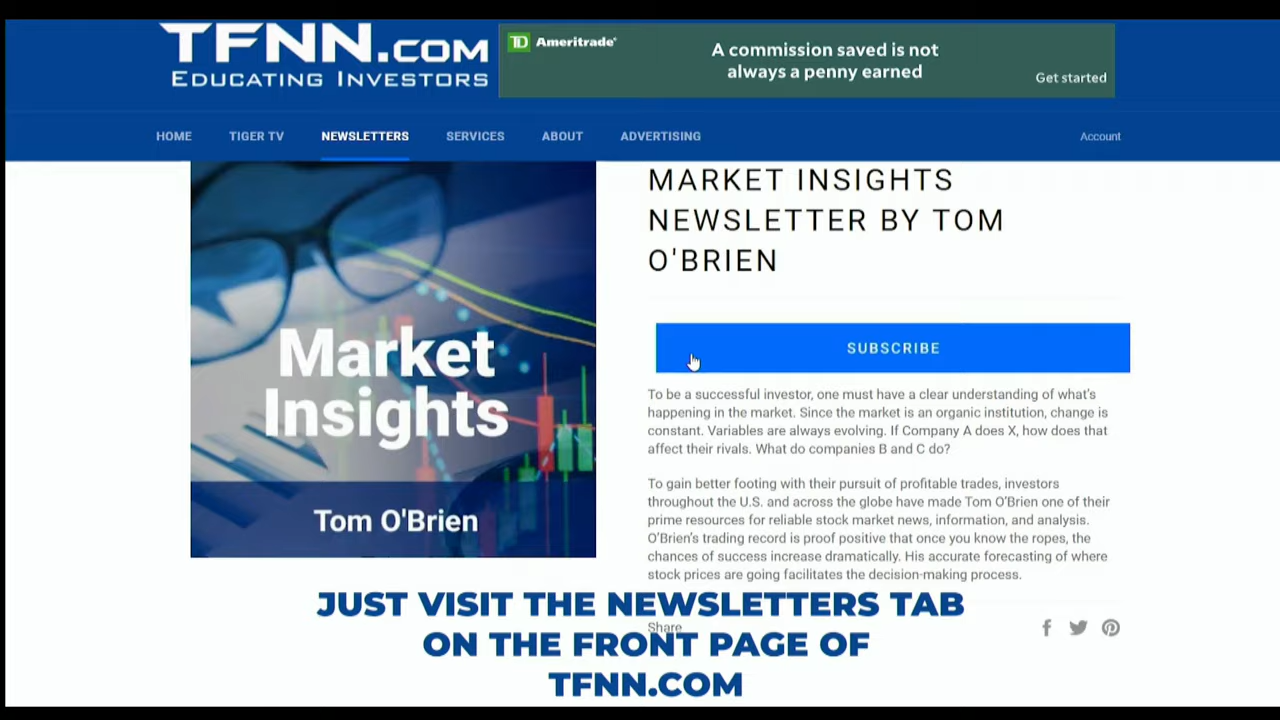 TFNN.COM
EDUCATING INVESTORS
TD Ameritrade®
A commission saved is not
always a penny earned
Get started
HOME
TIGER TV
NEWSLETTERS
SERVICES
ABOUT
ADVERTISING
Account
Market
Insights
Tom O'Brien
MARKET INSIGHTS
NEWSLETTER BY TOM
O'BRIEN
SUBSCRIBE
To be a successful investor, one must have a clear understanding of what's
happening in the market. Since the market is an organic institution, change is
constant. Variables are always evolving. If Company A does X, how does that
affect their rivals. What do companies B and C do?
To gain better footing with their pursuit of profitable trades, investors
throughout the U.S. and across the globe have made Tom O'Brien one of their
prime resources for reliable stock market news, information, and analysis.
O'Brien's trading record is proof positive that once you know the ropes, the
chances of success increase dramatically. His accurate forecasting of where
stock prices are going facilitates the decision-making process.
Share
JUST VISIT THE NEWSLETTERS TAB
ON THE FRONT PAGE OF
TFNN.COM